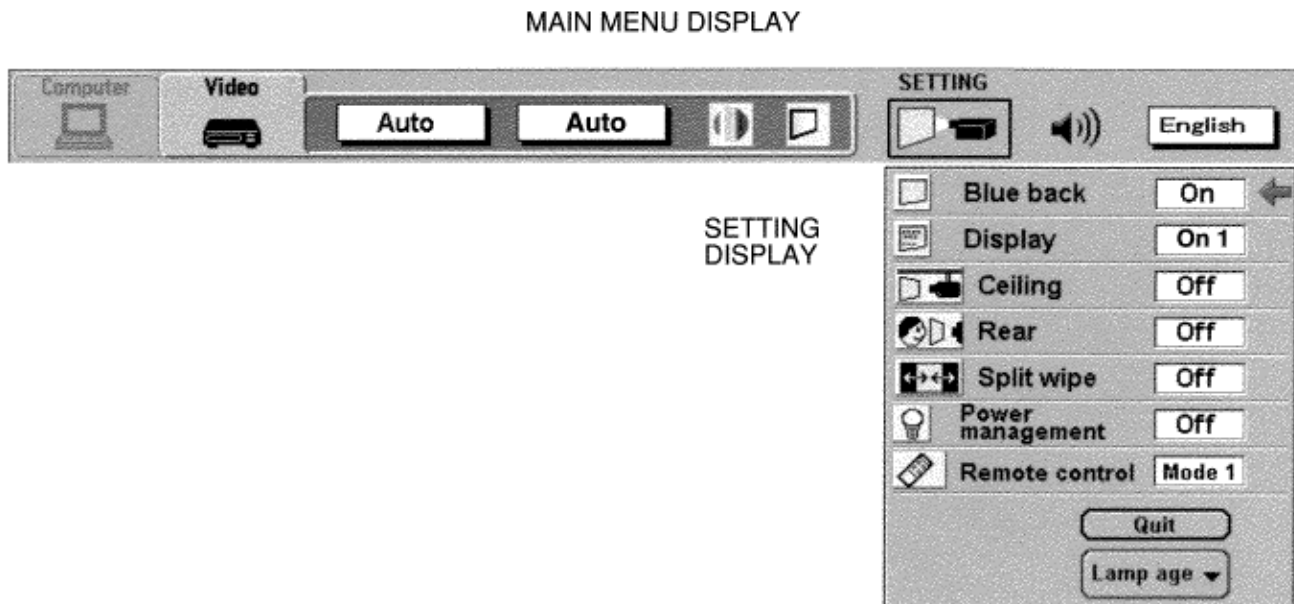 MAIN MENU DISPLAY
Computer
Video
Auto
Auto
SETTING
English
SETTING
DISPLAY
Blue back On
Display On 1
Ceiling Off
Rear Off
Split wipe Off
Power
management Off
Remote control Mode 1
Quit
Lamp age